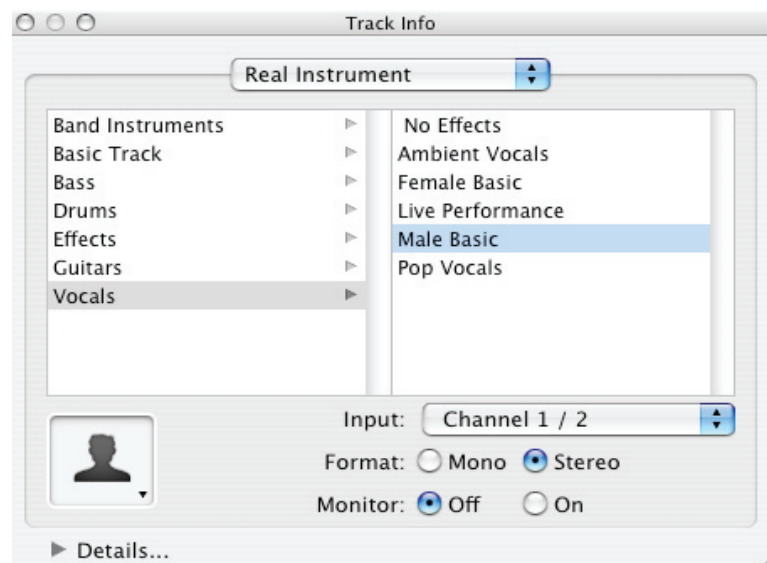 Track Info
Real Instrument
Band Instruments
Basic Track
Bass
Drums
Effects
Guitars
Vocals
No Effects
Ambient Vocals
Female Basic
Live Performance
Male Basic
Pop Vocals
Input: Channel 1 / 2
Format: Mono Stereo
Monitor: Off On
Details...